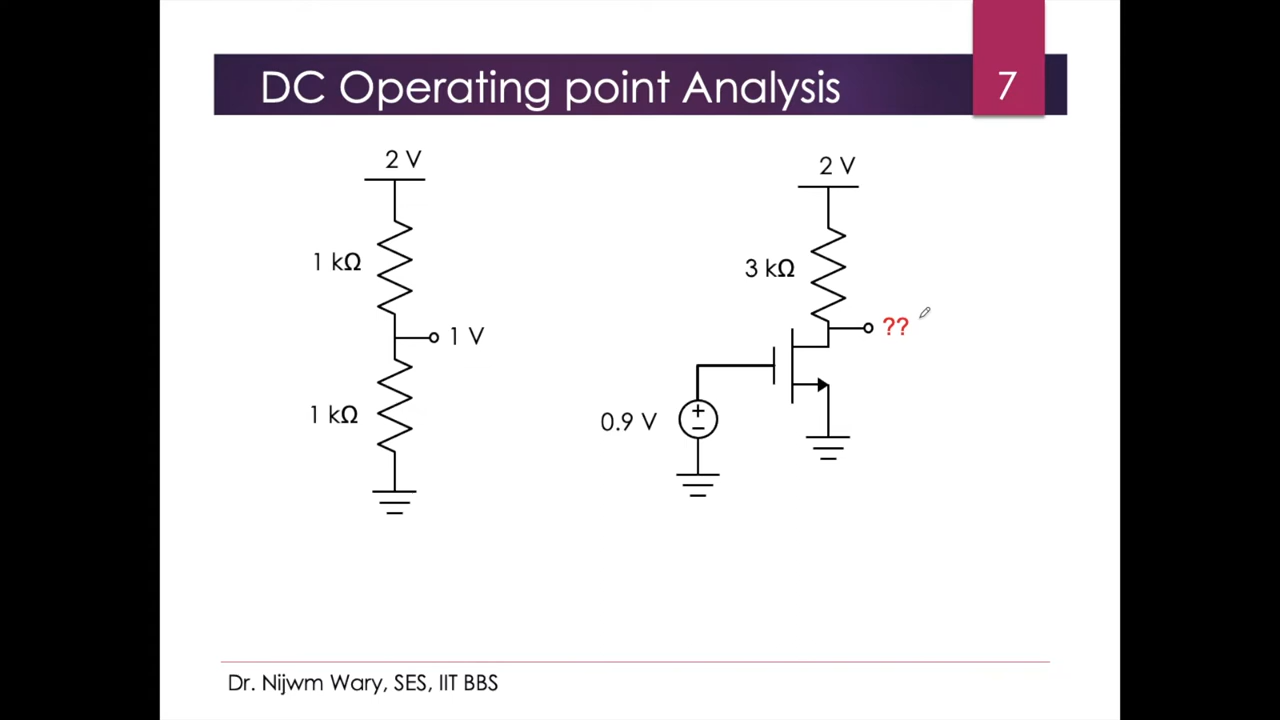 DC Operating point Analysis
7
2 V
1 kΩ
1 V
1 kΩ
2 V
3 kΩ
??
0.9 V
Dr. Nijwm Wary, SES, IIT BBS